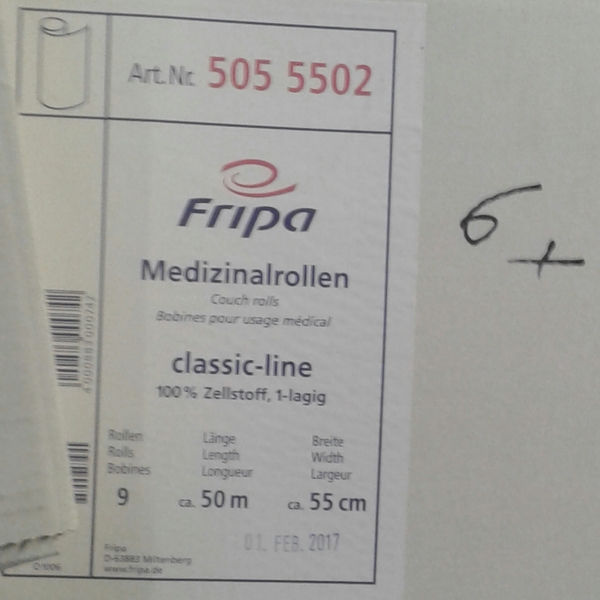 Art.Nr. 505 5502
Fripa
Medizinalrollen
Couch rolls
Bobines pour usage médical
classic-line
100% Zellstoff, 1-lagig
Rollen Länge Breite
Rolls Length Width
Bobines Longueur Largeur
9 ca. 50 m ca. 55 cm
01. FEB. 2017
Fripa
D-63883 Miltenberg
www.fripa.de
6